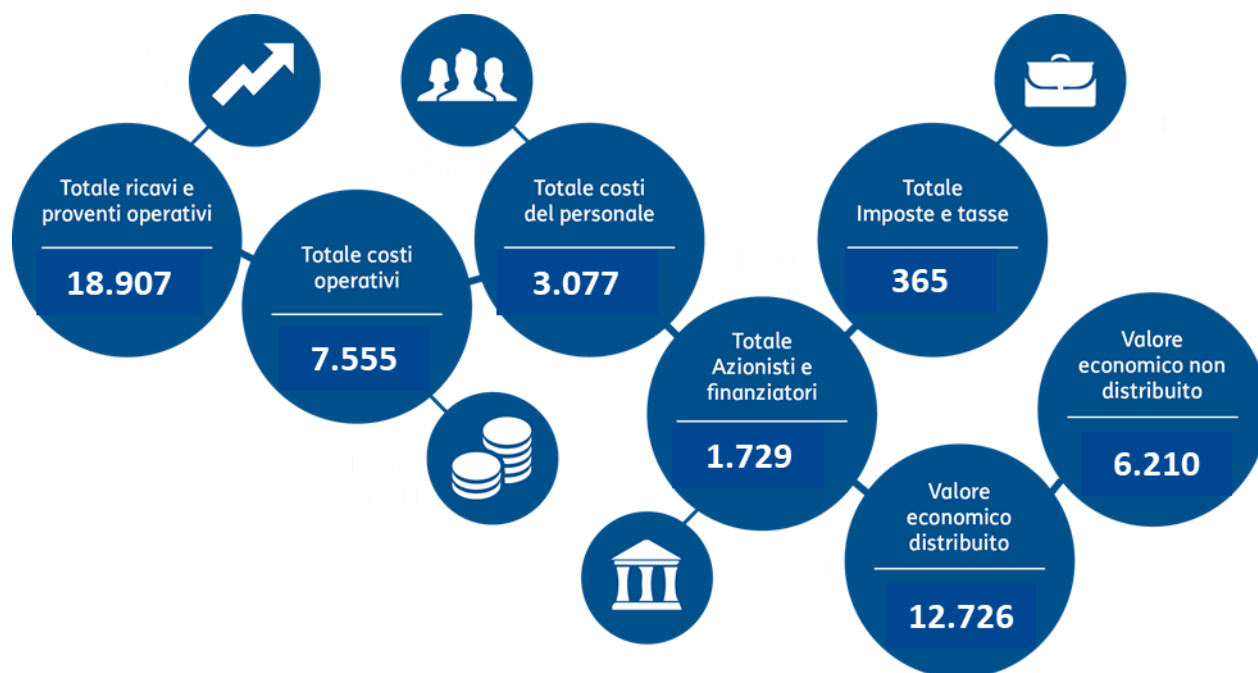 Totale ricavi e
proventi operativi
18.907
Totale costi
operativi
7.555
Totale costi
del personale
3.077
Totale
Azionisti e
finanziatori
1.729
Totale
Imposte e tasse
365
Valore
economico
distribuito
12.726
Valore
economico non
distribuito
6.210